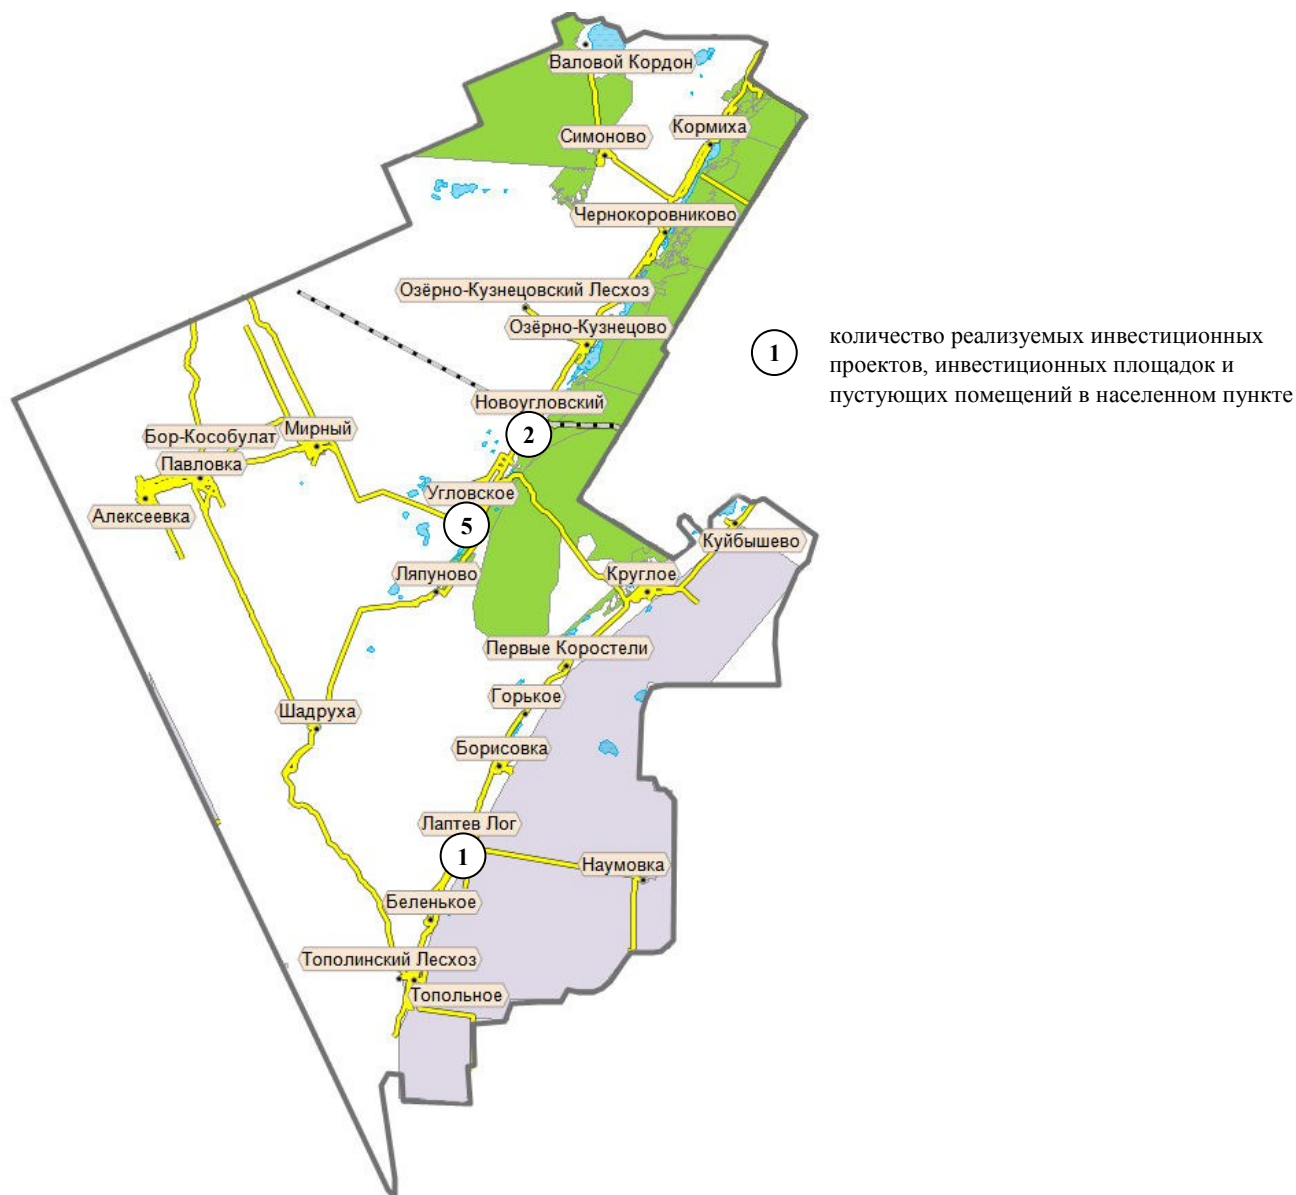 Валовой Кордон
Кормиха
Симоново
Чернокоровниково
Озёрно-Кузнецовский Лесхоз
Озёрно-Кузнецово
1
количество реализуемых инвестиционных
проектов, инвестиционных площадок и
пустующих помещений в населенном пункте
Новоугловский
2
Мирный
Бор-Кособулат
Павловка
Алексеевка
Угловское
5
Куйбышево
Ляпуново
Круглое
Первые Коростели
Горькое
Шадруха
Борисовка
Лаптев Лог
1
Наумовка
Беленькое
Тополинский Лесхоз
Топольное